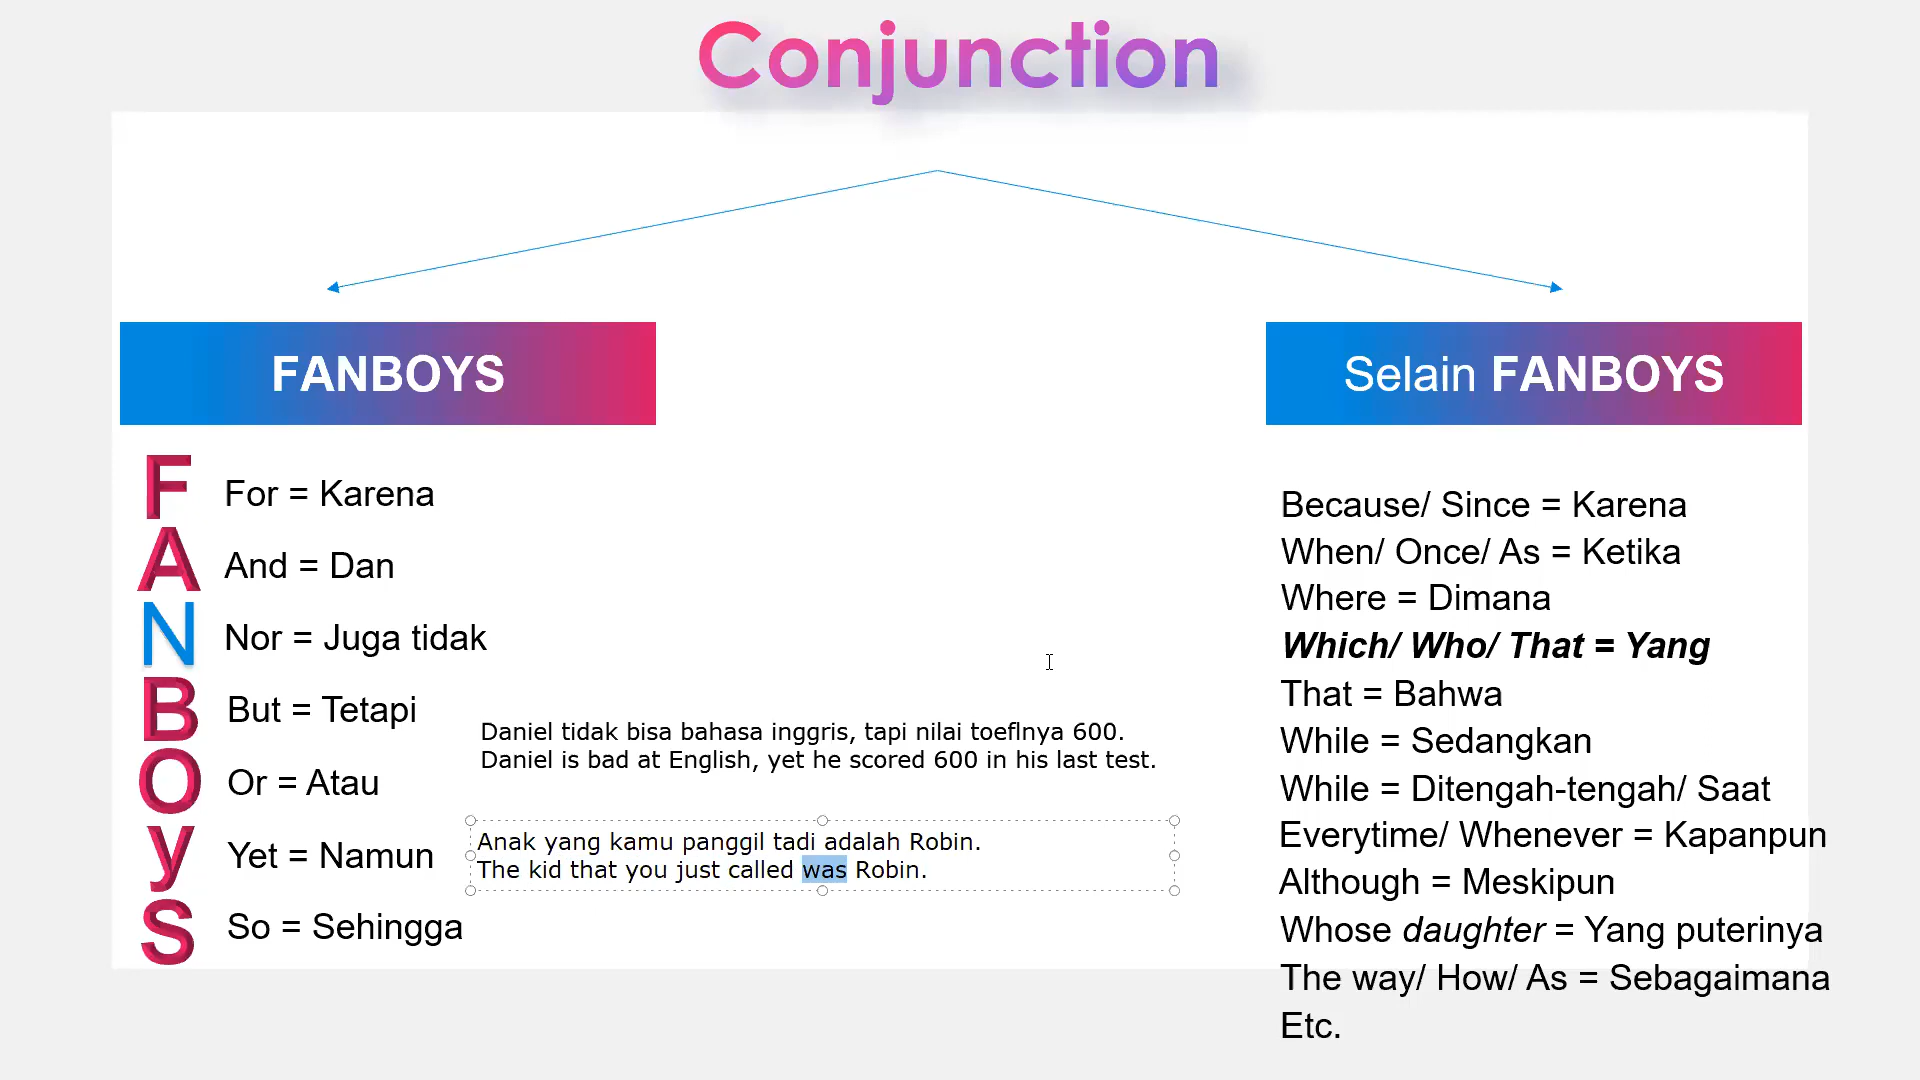 Conjunction
FANBOYS
F For = Karena
A And = Dan
N Nor = Juga tidak
B But = Tetapi
O Or = Atau
y Yet = Namun
S So = Sehingga
Daniel tidak bisa bahasa inggris, tapi nilai toeflnya 600.
Daniel is bad at English, yet he scored 600 in his last test.
Anak yang kamu panggil tadi adalah Robin.
The kid that you just called was Robin.
Selain FANBOYS
Because/ Since = Karena
When/ Once/ As = Ketika
Where = Dimana
Which/ Who/ That = Yang
That = Bahwa
While = Sedangkan
While = Ditengah-tengah/ Saat
Everytime/ Whenever = Kapanpun
Although = Meskipun
Whose daughter = Yang puterinya
The way/ How/ As = Sebagaimana
Etc.